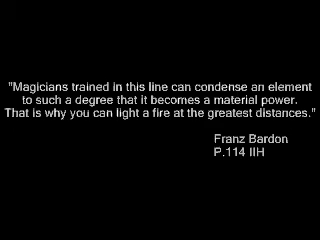 "Magicians trained in this line can condense an element
to such a degree that it becomes a material power.
That is why you can light a fire at the greatest distances."
Franz Bardon
P.114 IIH